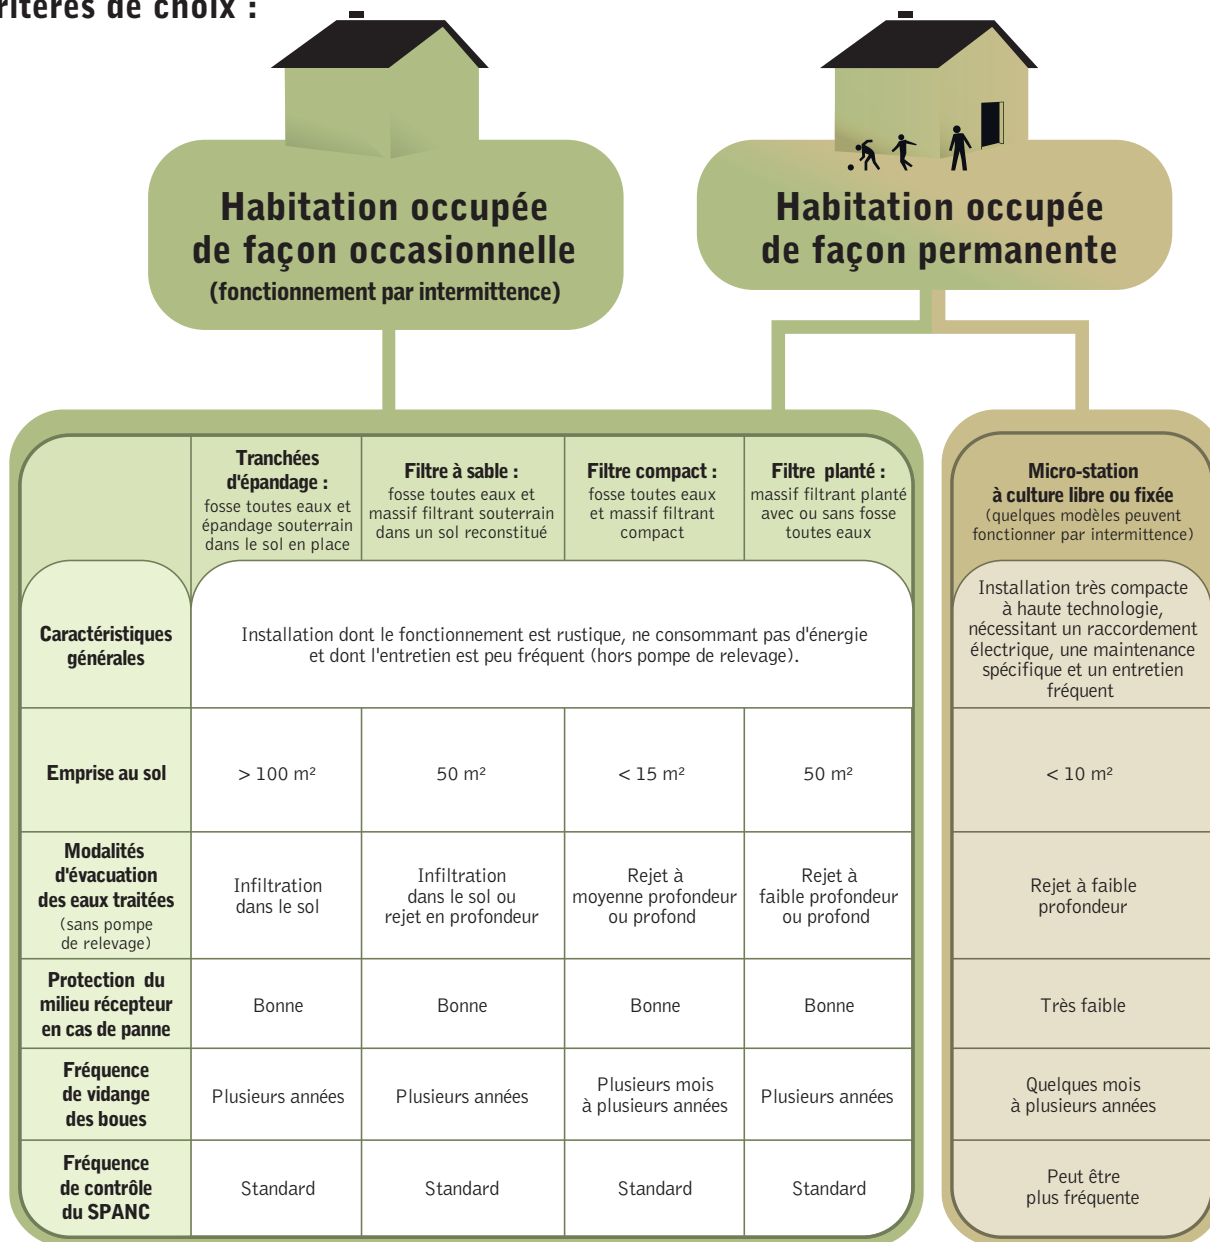 ritères de choix :
Habitation occupée
de façon occasionnelle
(fonctionnement par intermittence)
Habitation occupée
de façon permanente
Tranchées
d'épandage :
fosse toutes eaux et
épandage souterrain
dans le sol en place
Filtre à sable :
fosse toutes eaux et
massif filtrant souterrain
dans un sol reconstitué
Filtre compact :
fosse toutes eaux
et massif filtrant
compact
Filtre planté :
massif filtrant planté
avec ou sans fosse
toutes eaux
Micro-station
à culture libre ou fixée
(quelques modèles peuvent
fonctionner par intermittence)
Caractéristiques
générales
Installation dont le fonctionnement est rustique, ne consommant pas d'énergie
et dont l'entretien est peu fréquent (hors pompe de relevage).
Installation très compacte
à haute technologie,
nécessitant un raccordement
électrique, une maintenance
spécifique et un entretien
fréquent
Emprise au sol
> 100 m²
50 m²
< 15 m²
50 m²
< 10 m²
Modalités
d'évacuation
des eaux traitées
(sans pompe
de relevage)
Infiltration
dans le sol
Infiltration
dans le sol ou
rejet en profondeur
Rejet à
moyenne profondeur
ou profond
Rejet à
faible profondeur
ou profond
Rejet à faible
profondeur
Protection du
milieu récepteur
en cas de panne
Bonne
Bonne
Bonne
Bonne
Très faible
Fréquence
de vidange
des boues
Plusieurs années
Plusieurs années
Plusieurs mois
à plusieurs années
Plusieurs années
Quelques mois
à plusieurs années
Fréquence
de contrôle
du SPANC
Standard
Standard
Standard
Standard
Peut être
plus fréquente